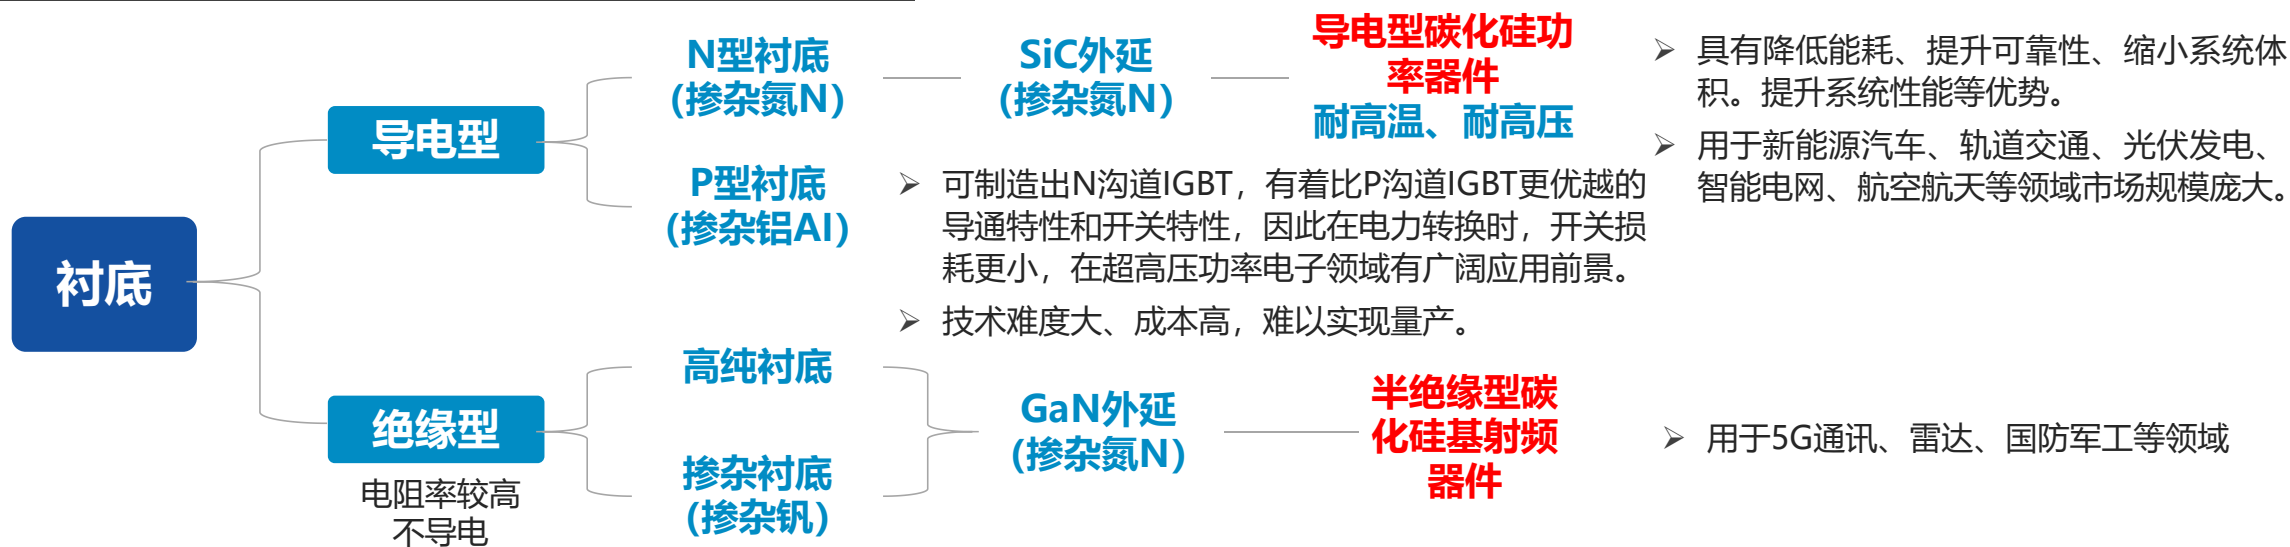 衬底
导电型
N型衬底
(掺杂氮N)
SiC外延
(掺杂氮N)
导电型碳化硅功
率器件
耐高温、耐高压
➢ 具有降低能耗、提升可靠性、缩小系统体
积。提升系统性能等优势。
➢ 用于新能源汽车、轨道交通、光伏发电、
智能电网、航空航天等领域市场规模庞大。
P型衬底
(掺杂铝Al)
➢ 可制造出N沟道IGBT，有着比P沟道IGBT更优越的
导通特性和开关特性，因此在电力转换时，开关损
耗更小，在超高压功率电子领域有广阔应用前景。
➢ 技术难度大、成本高，难以实现量产。
绝缘型
电阻率较高
不导电
高纯衬底
掺杂衬底
(掺杂钒)
GaN外延
(掺杂氮N)
半绝缘型碳
化硅基射频
器件
➢ 用于5G通讯、雷达、国防军工等领域